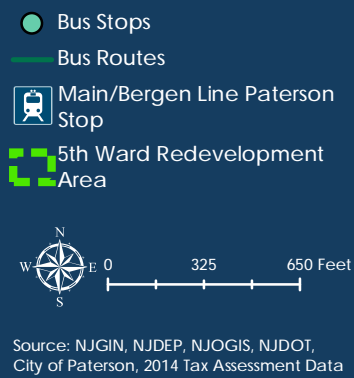 Bus Stops
Bus Routes
Main/Bergen Line Paterson
Stop
5th Ward Redevelopment
Area
N
W E
S
0 325 650 Feet
Source: NJGIN, NJDEP, NJOGIS, NJDOT,
City of Paterson, 2014 Tax Assessment Data